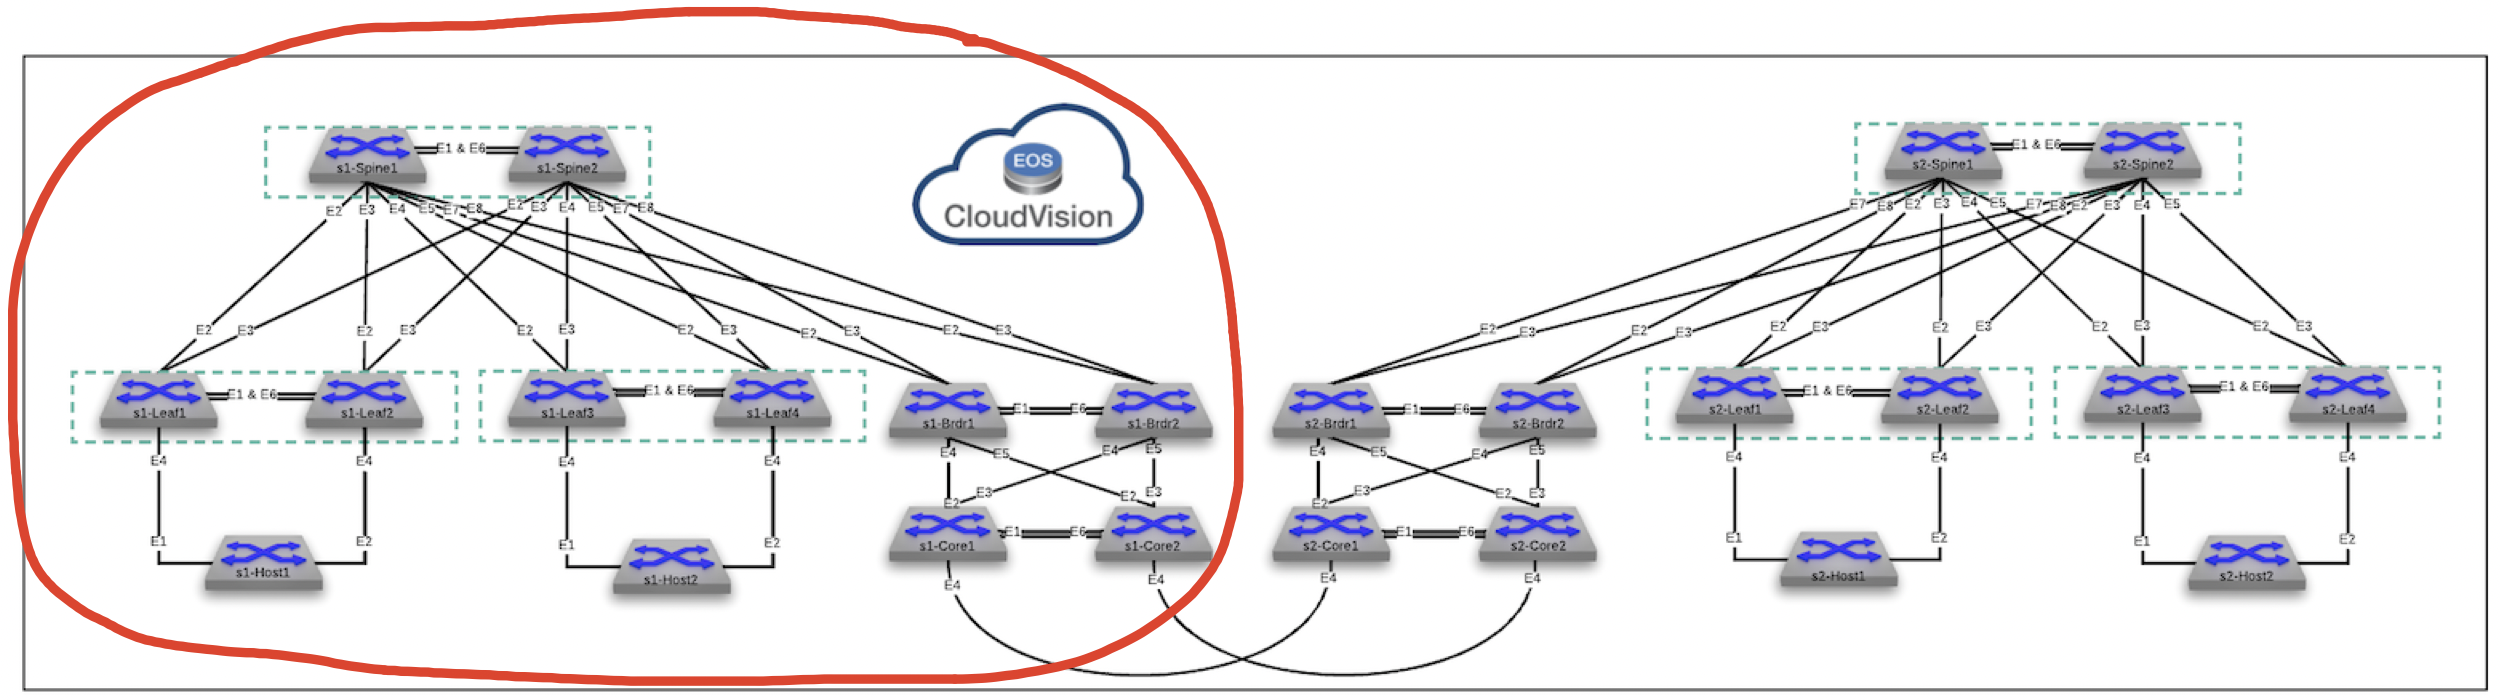 EOS
CloudVision
s1-Spine1
E1 & E6
s1-Spine2
s2-Spine1
E1 & E6
s2-Spine2
E2 E3 E4 E5 E7 E8 E2 E3 E4 E5 E7 E8
E7 E8 E2 E3 E4 E5 E7 E8 E2 E3 E4 E5
E2 E3 E2 E3 E2 E3 E2 E3 E2 E3 E2 E3
E2 E3 E2 E3 E2 E3 E2 E3 E2 E3 E2 E3
s1-Leaf1
E1 & E6
s1-Leaf2
s1-Leaf3
E1 & E6
s1-Leaf4
s1-Brdr1
E1 E6
s1-Brdr2
s2-Brdr1
E1 E6
s2-Brdr2
s2-Leaf1
E1 & E6
s2-Leaf2
s2-Leaf3
E1 & E6
s2-Leaf4
E4 E4 E4 E4 E4 E5 E4 E5
E4 E5 E4 E5 E4 E4 E4 E4
E2 E3 E2 E3
E2 E3 E2 E3
s1-Core1
E1 E6
s1-Core2
s2-Core1
E1 E6
s2-Core2
E1 E2 E1 E2
E1 E2 E1 E2
s1-Host1
s1-Host2
s2-Host1
s2-Host2
E4 E4 E4 E4